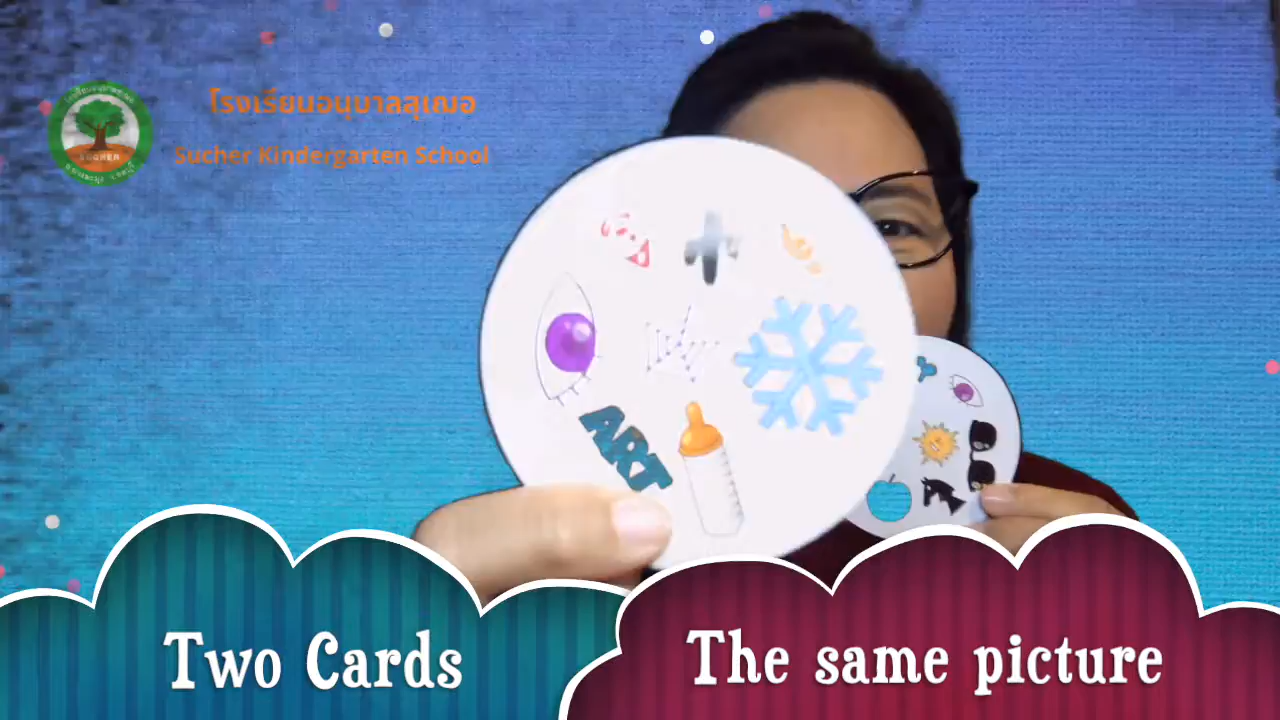 โรงเรียนอนุบาลสุเฌอ
Sucher Kindergarten School
SUCHER
ART
Two Cards
The same picture